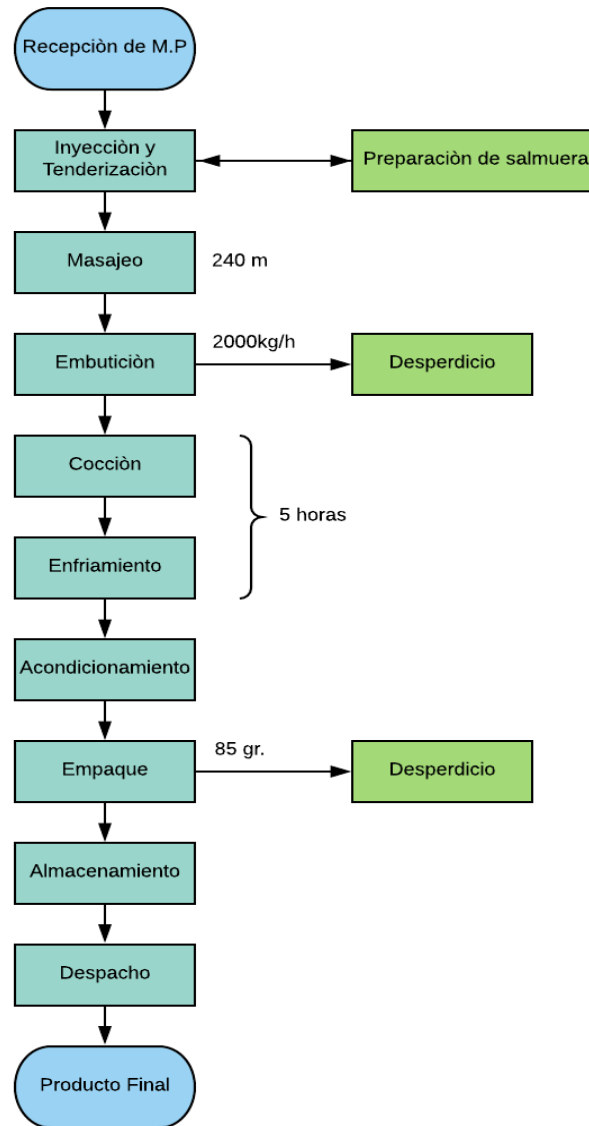 Recepciòn de M.P
Inyecciòn y
Tenderizaciòn
Preparaciòn de salmuera
Masajeo
240 m
Embuticiòn
2000kg/h
Desperdicio
Cocciòn
5 horas
Enfriamiento
Acondicionamiento
Empaque
85 gr.
Desperdicio
Almacenamiento
Despacho
Producto Final